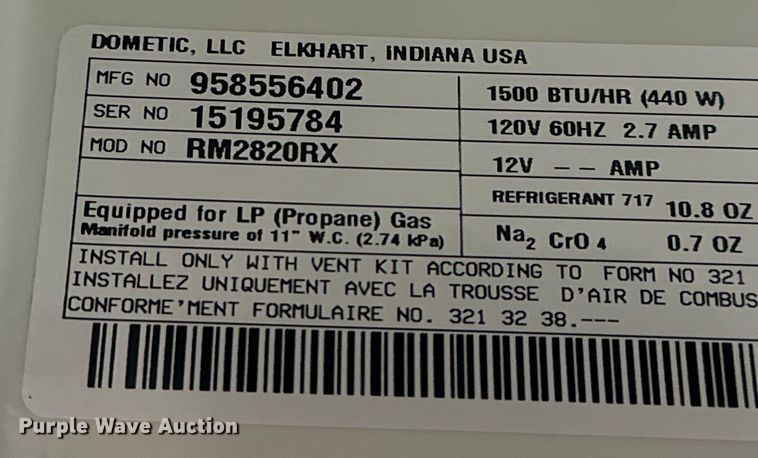 DOMETIC, LLC ELKHART, INDIANA USA
MFG NO 958556402
SER NO 15195784
MOD NO RM2820RX
1500 BTU/HR (440 W)
120V 60HZ 2.7 AMP
12V -- AMP
REFRIGERANT 717 10.8 OZ
Na2 CrO4 0.7 OZ
Equipped for LP (Propane) Gas
Manifold pressure of 11" W.C. (2.74 kPa)
INSTALL ONLY WITH VENT KIT ACCORDING TO FORM NO 321
INSTALLEZ UNIQUEMENT AVEC LA TROUSSE D'AIR DE COMBUS
CONFORME'MENT FORMULAIRE NO. 321 32 38.---
Purple Wave Auction